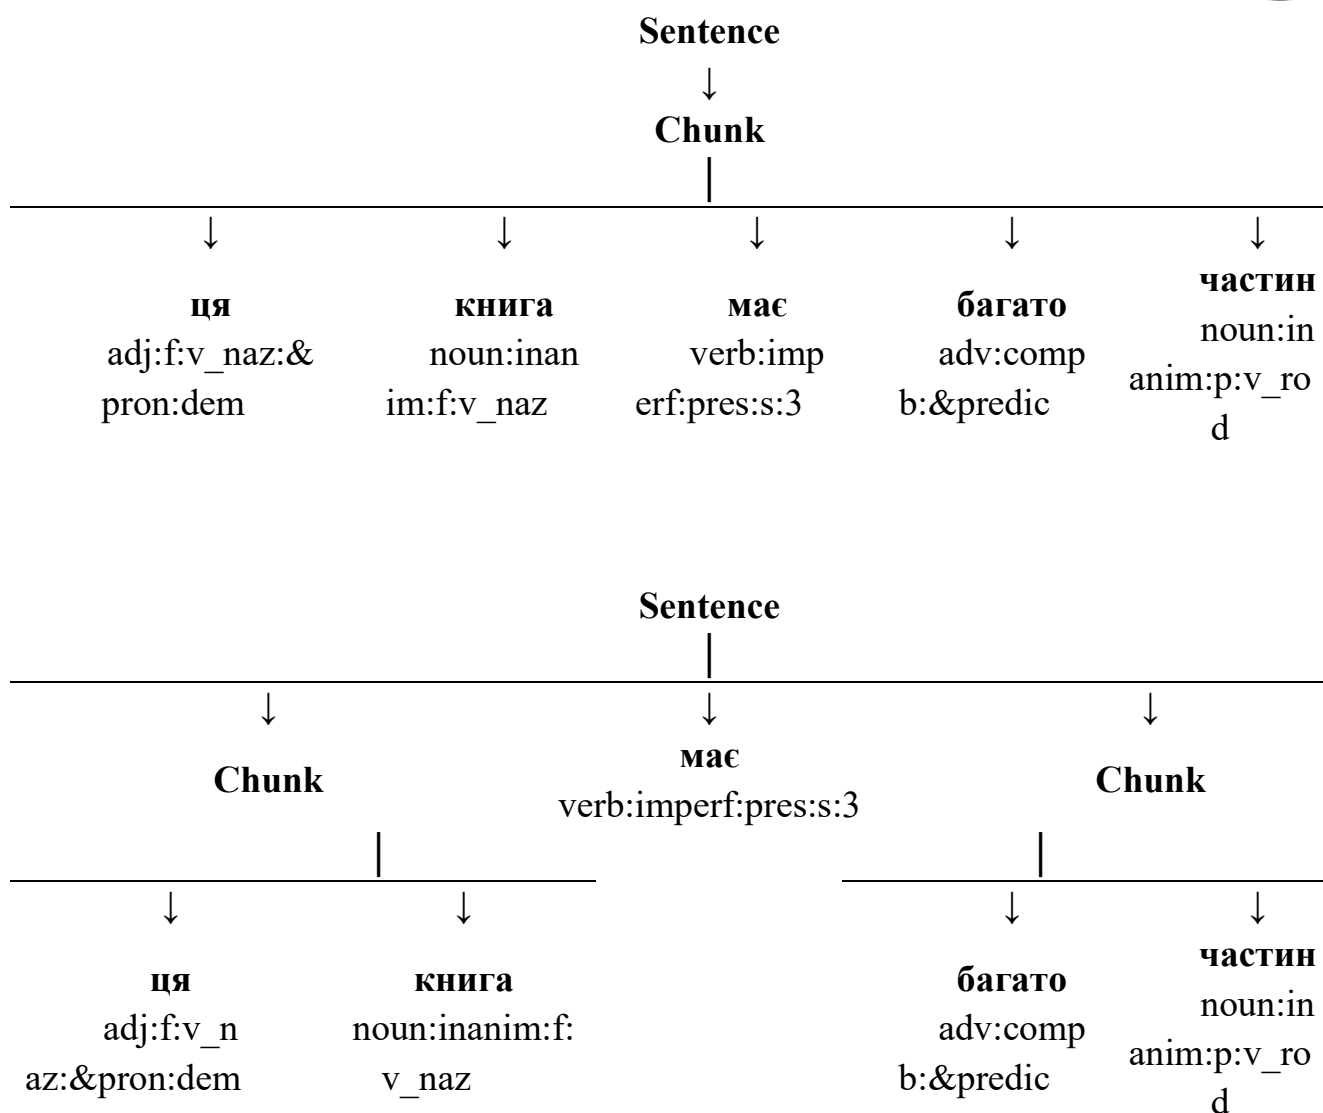 Sentence
↓
Chunk
↓ ↓ ↓ ↓ ↓
ця книга має багато частин
adj:f:v_naz:& noun:inan verb:imp adv:comp noun:in
pron:dem im:f:v_naz erf:pres:s:3 b:&predic anim:p:v_ro
d
Sentence
↓ ↓ ↓
Chunk має Chunk
verb:imperf:pres:s:3
↓ ↓ ↓ ↓
ця книга багато частин
adj:f:v_n noun:inanim:f: adv:comp noun:in
az:&pron:dem v_naz b:&predic anim:p:v_ro
d